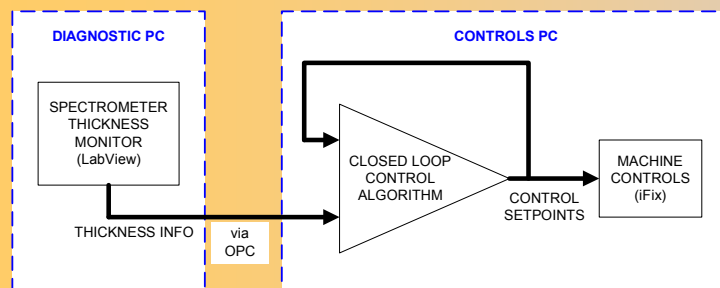 DIAGNOSTIC PC
SPECTROMETER
THICKNESS
MONITOR
(LabView)
THICKNESS INFO
via
OPC
CONTROLS PC
CLOSED LOOP
CONTROL
ALGORITHM
CONTROL
SETPOINTS
MACHINE
CONTROLS
(iFix)